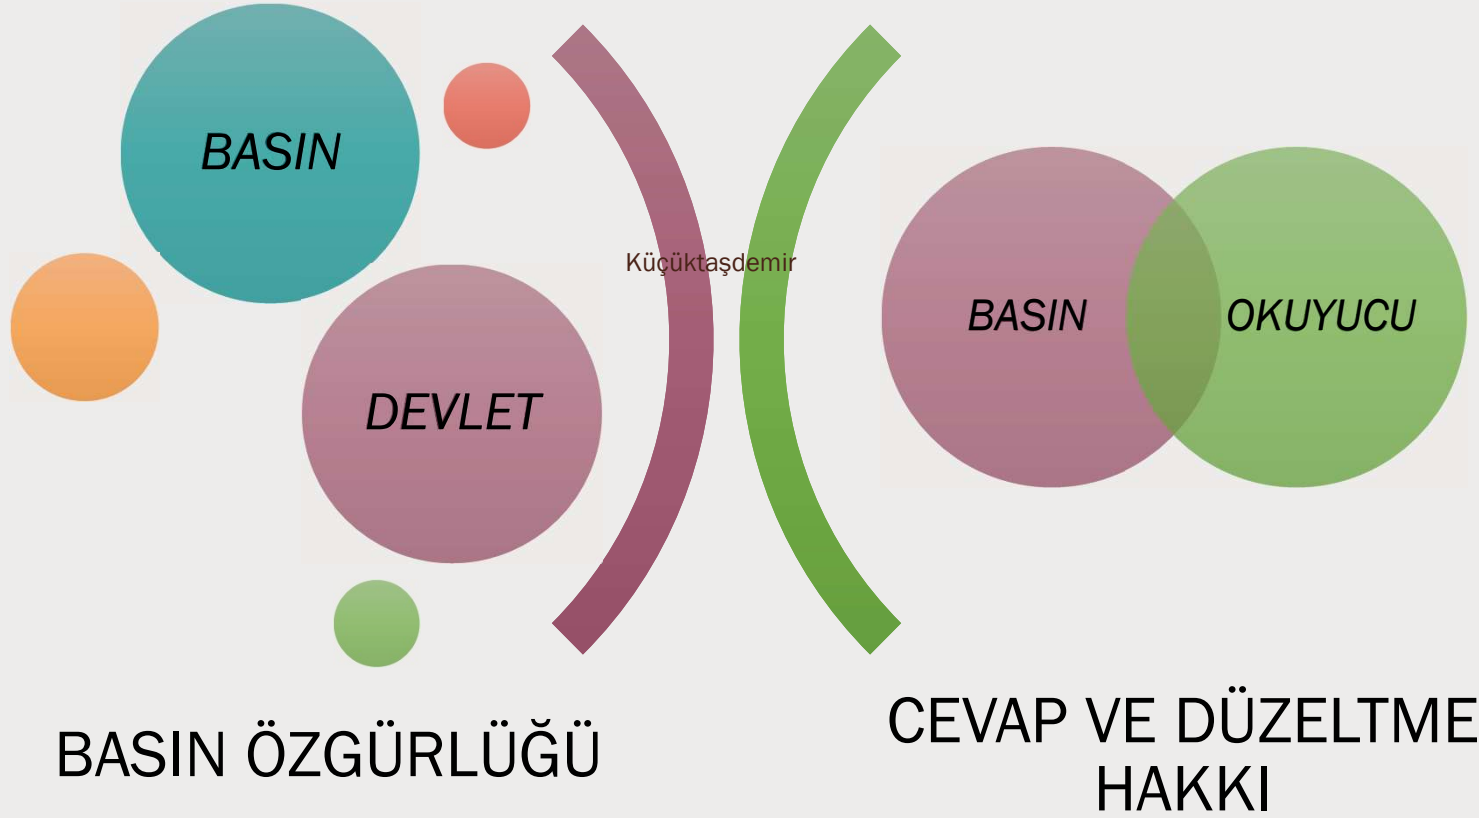 BASIN
DEVLET
BASIN ÖZGÜRLÜĞÜ
Küçüktaşdemir
BASIN
OKUYUCU
CEVAP VE DÜZELTME
HAKKI